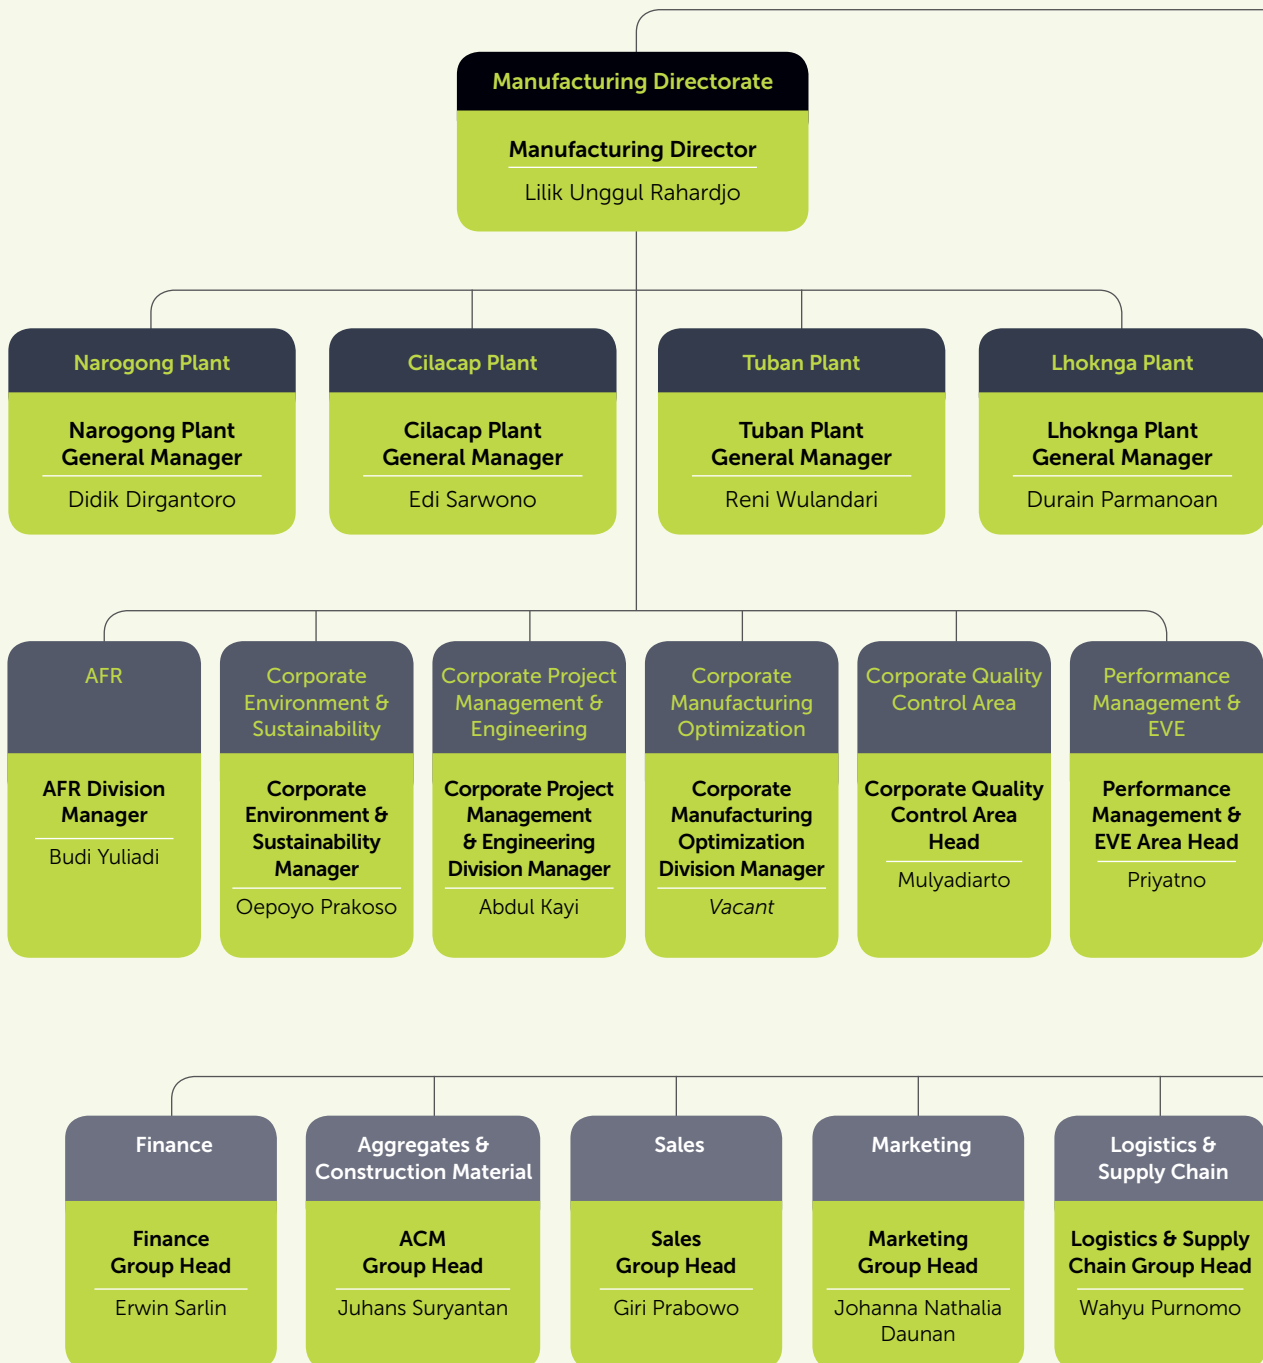 Manufacturing Directorate
Manufacturing Director
Lilik Unggul Rahardjo
Narogong Plant
Narogong Plant
General Manager
Didik Dirgantoro
Cilacap Plant
Cilacap Plant
General Manager
Edi Sarwono
Tuban Plant
Tuban Plant
General Manager
Reni Wulandari
Lhoknga Plant
Lhoknga Plant
General Manager
Durain Parmanoan
AFR
AFR Division
Manager
Budi Yuliadi
Corporate
Environment &
Sustainability
Corporate
Environment &
Sustainability
Manager
Oepoyo Prakoso
Corporate Project
Management &
Engineering
Corporate Project
Management
& Engineering
Division Manager
Abdul Kayi
Corporate
Manufacturing
Optimization
Corporate
Manufacturing
Optimization
Division Manager
Vacant
Corporate Quality
Control Area
Corporate Quality
Control Area
Head
Mulyadiarto
Performance
Management &
EVE
Performance
Management &
EVE Area Head
Priyatno
Finance
Finance
Group Head
Erwin Sarlin
Aggregates &
Construction Material
ACM
Group Head
Juhans Suryantan
Sales
Sales
Group Head
Giri Prabowo
Marketing
Marketing
Group Head
Johanna Nathalia
Daunan
Logistics &
Supply Chain
Logistics & Supply
Chain Group Head
Wahyu Purnomo